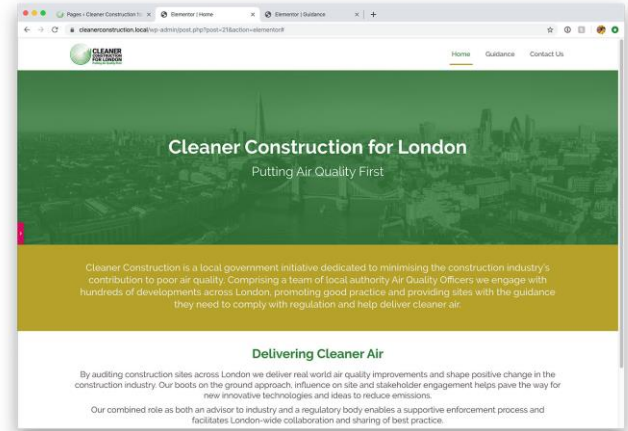 Pages ‹ Cleaner Construction fo
Elementor | Home
Elementor | Guidance
cleanerconstruction.local/wp-admin/post.php?post=21&action=elementor#
CLEANER
CONSTRUCTION
FOR LONDON
Putting Air Quality First
Home Guidance Contact Us
Cleaner Construction for London
Putting Air Quality First
Cleaner Construction is a local government initiative dedicated to minimising the construction industry's
contribution to poor air quality. Comprising a team of local authority Air Quality Officers we engage with
hundreds of developments across London, promoting good practice and providing sites with the guidance
they need to comply with regulation and help deliver cleaner air.
Delivering Cleaner Air
By auditing construction sites across London we deliver real world air quality improvements and shape positive change in the
construction industry. Our boots on the ground approach, influence on site and stakeholder engagement helps pave the way for
new innovative technologies and ideas to reduce emissions.
Our combined role as both an advisor to industry and a regulatory body enables a supportive enforcement process and
facilitates London-wide collaboration and sharing of best practice.